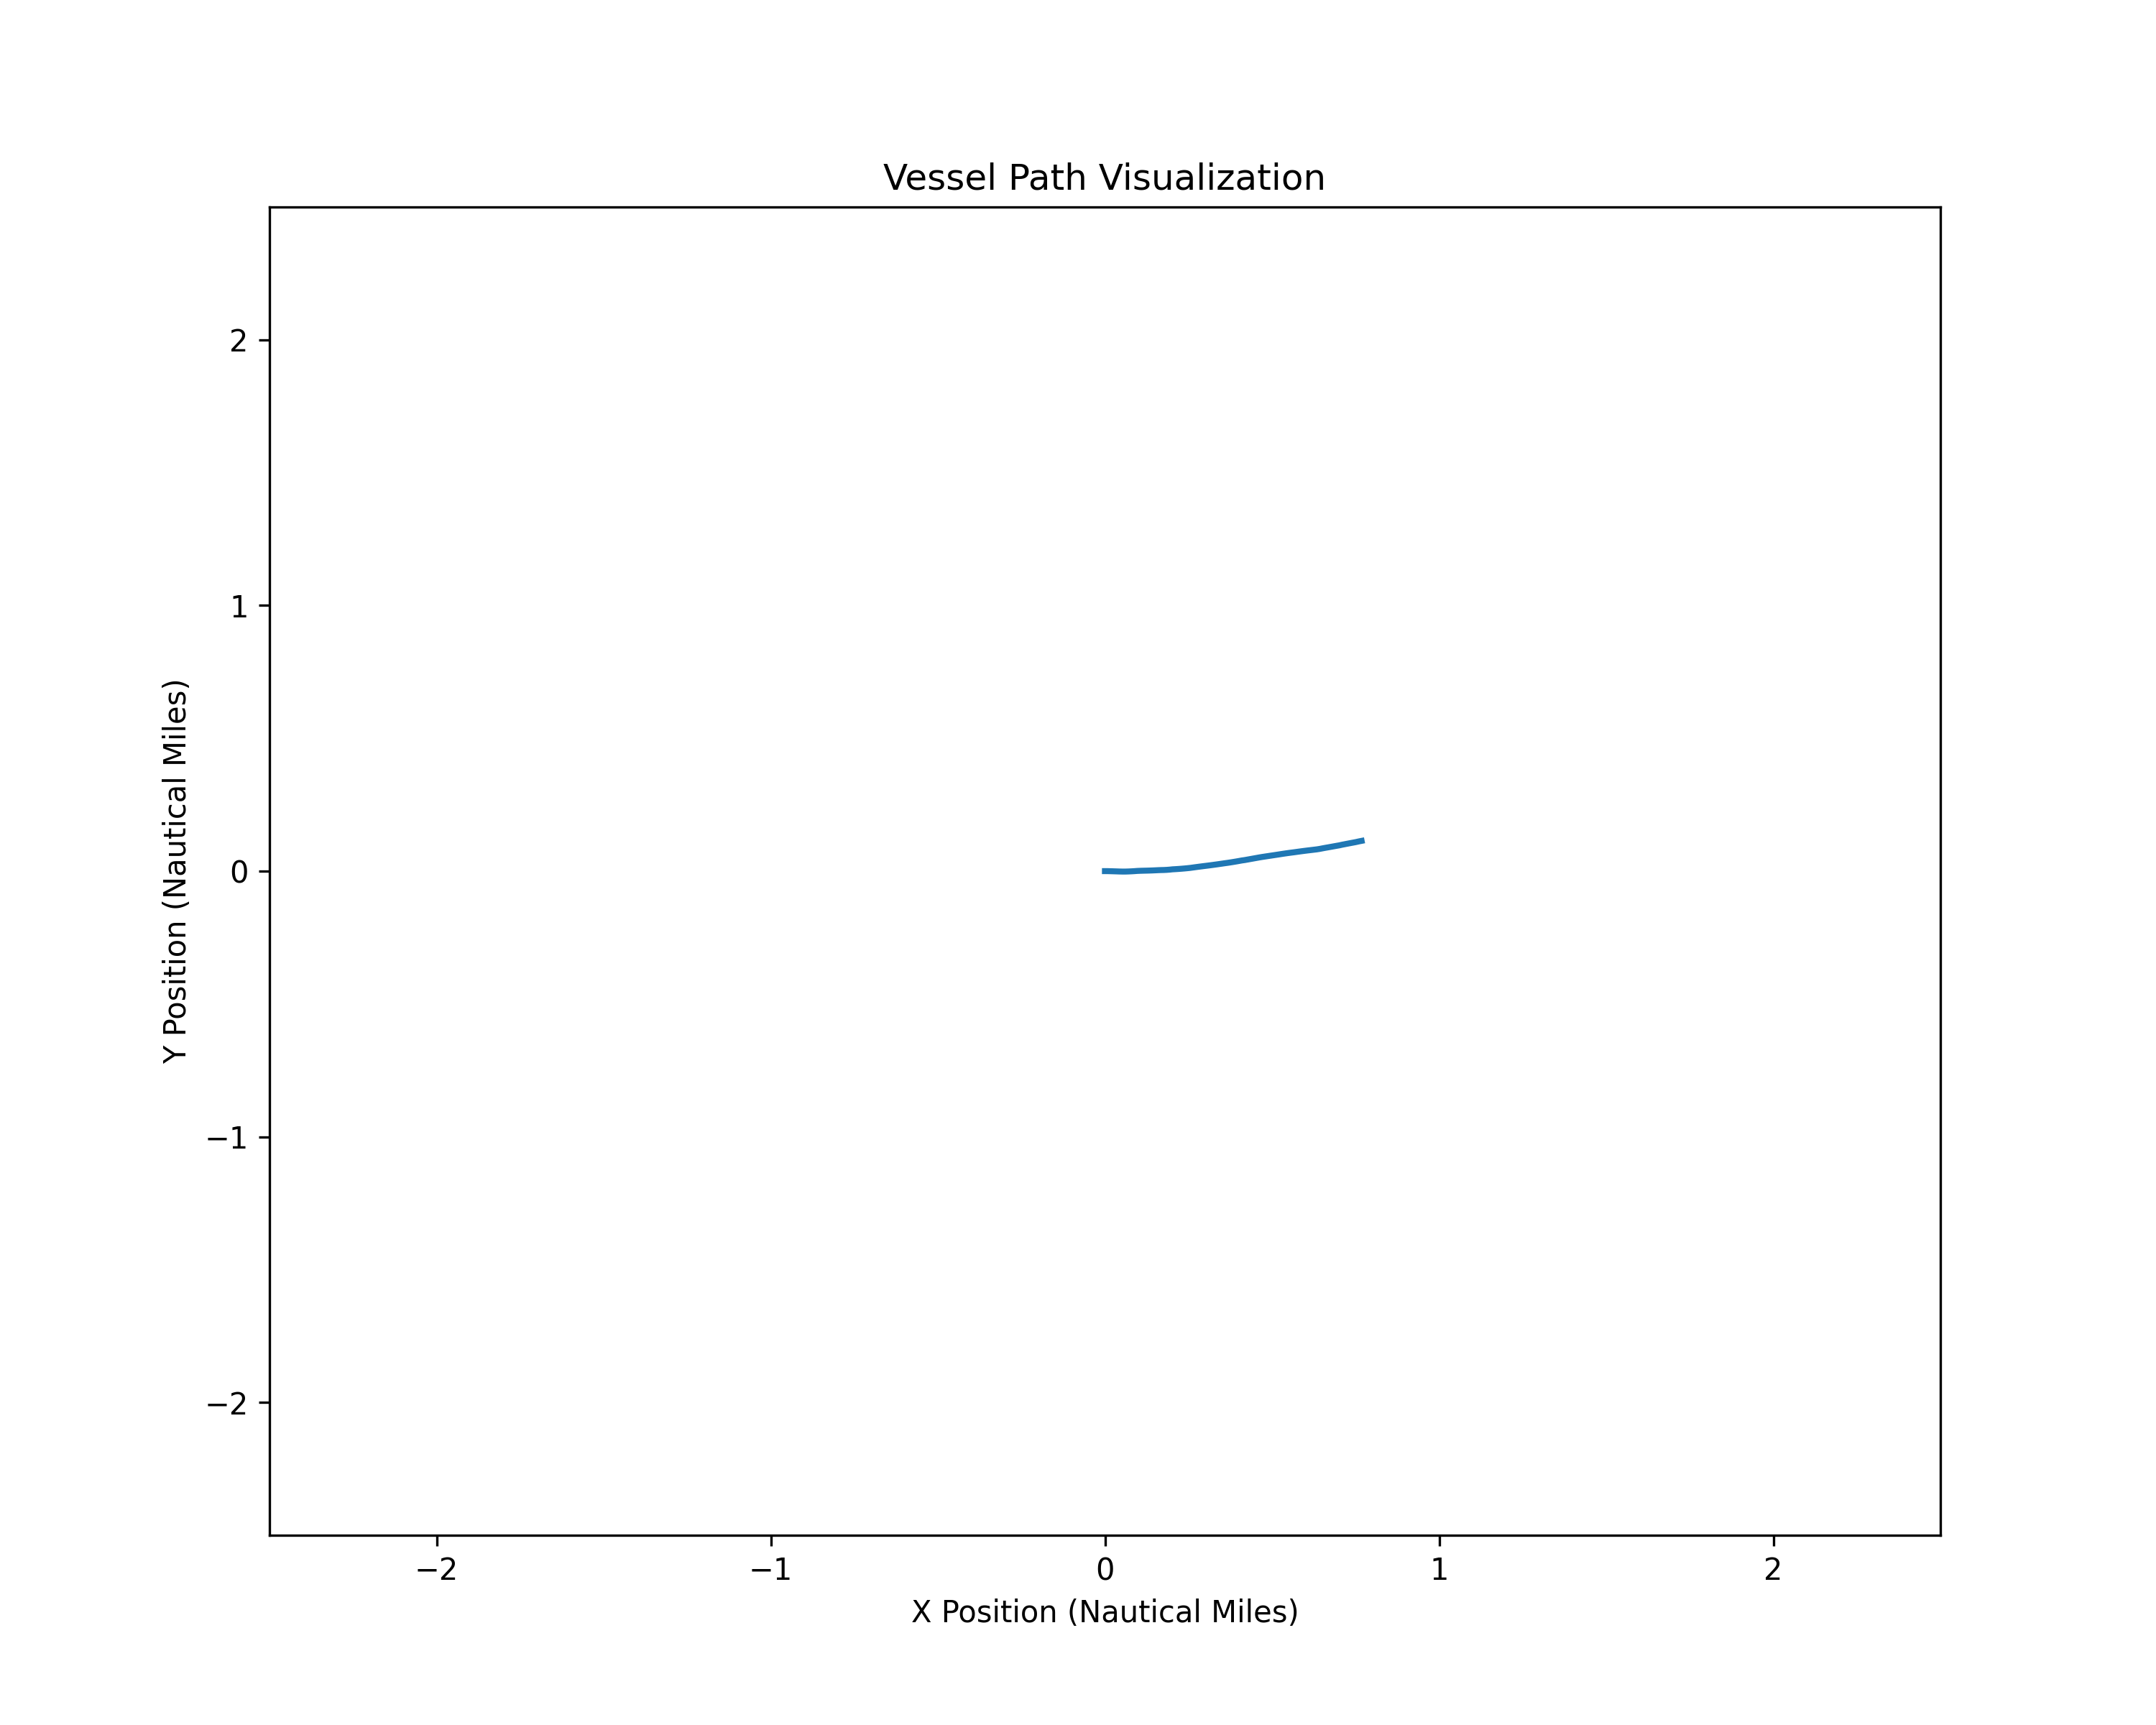 Vessel Path Visualization
Y Position (Nautical Miles)
2
1
0
−1
−2
−2 −1 0 1 2
X Position (Nautical Miles)